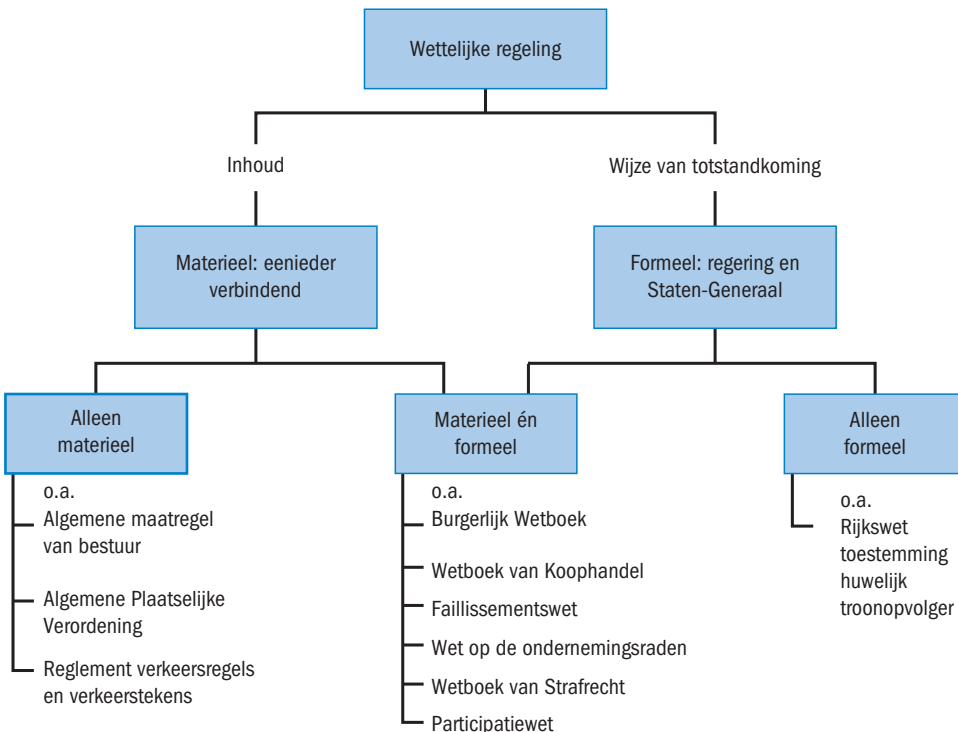 Wettelijke regeling
Inhoud
Wijze van totstandkoming
Materieel: eenieder
verbindend
Formeel: regering en
Staten-Generaal
Alleen
materieel
Materieel én
formeel
Alleen
formeel
o.a.
Algemene maatregel
van bestuur
Algemene Plaatselijke
Verordening
Reglement verkeersregels
en verkeerstekens
o.a.
Burgerlijk Wetboek
Wetboek van Koophandel
Faillissementswet
Wet op de ondernemingsraden
Wetboek van Strafrecht
Participatiewet
o.a.
Rijkswet
toestemming
huwelijk
troonopvolger